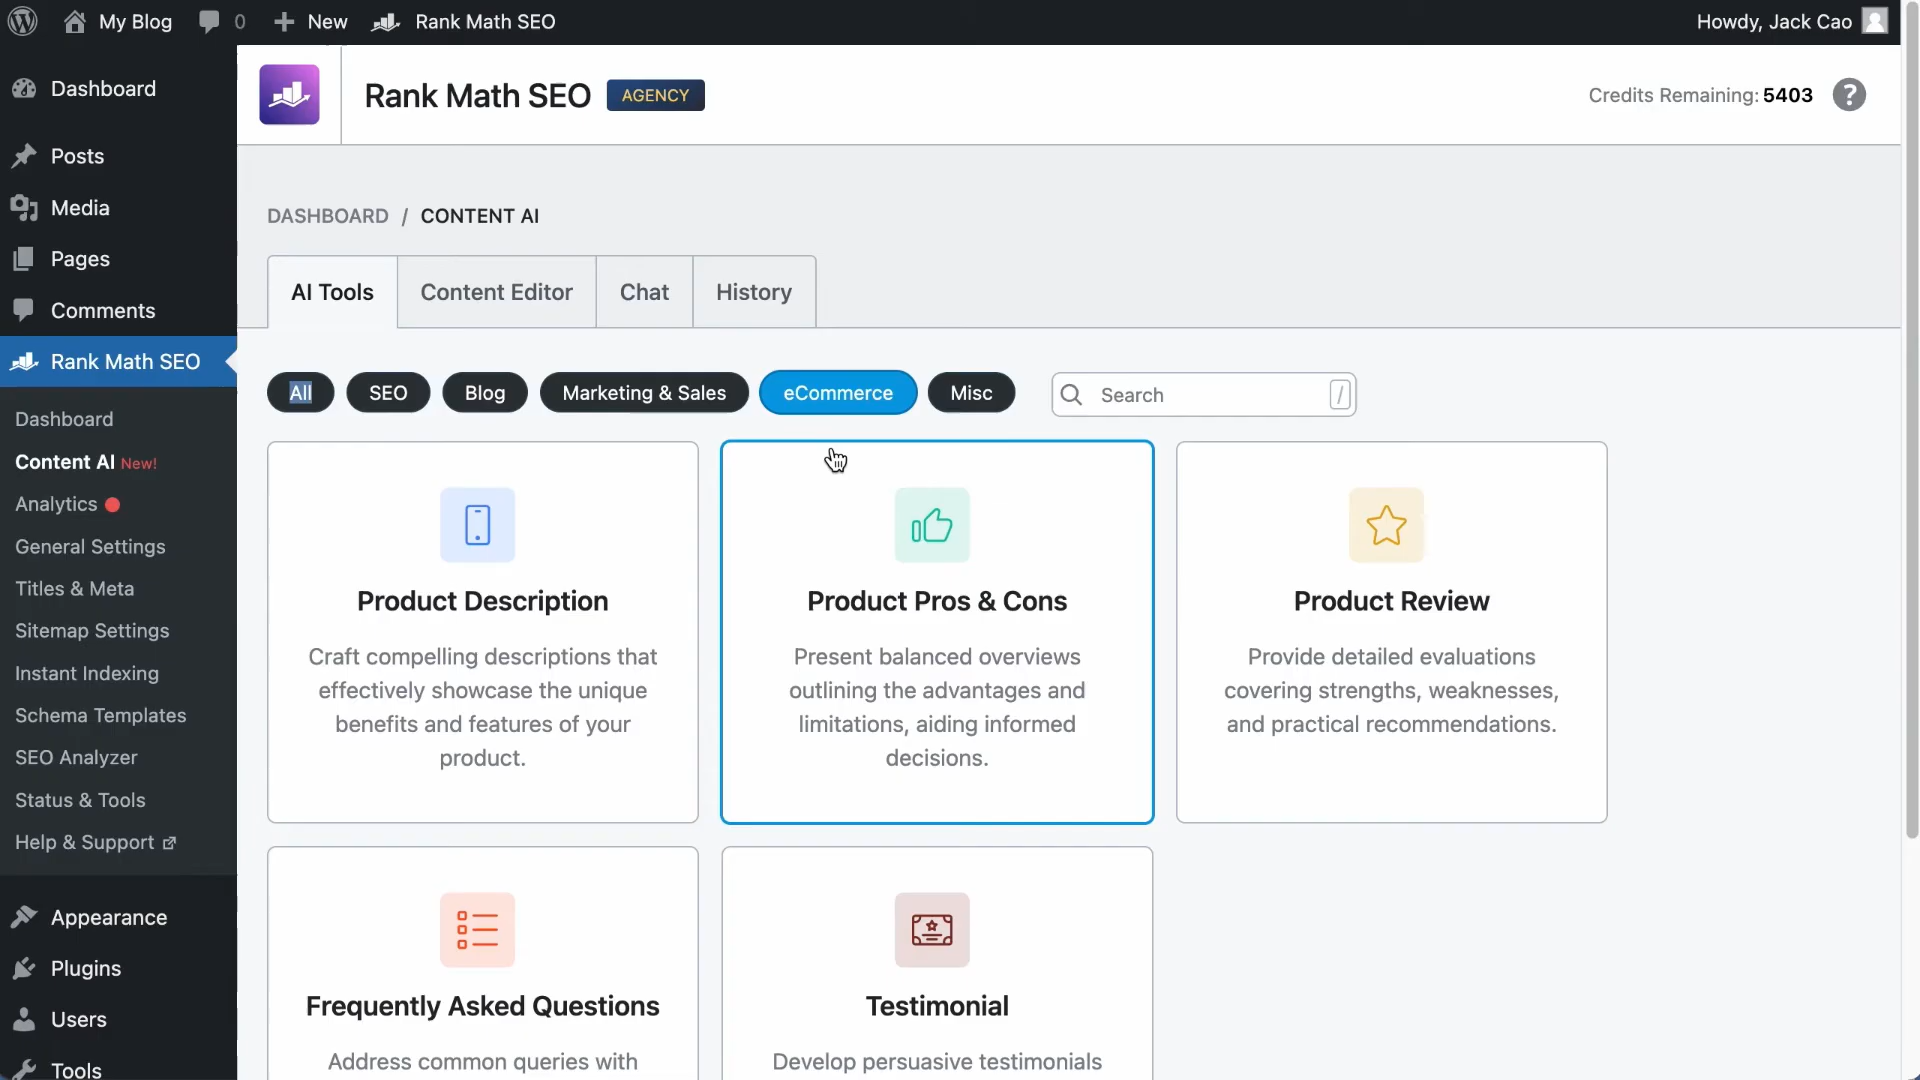 My Blog
0
New
Rank Math SEO
Howdy, Jack Cao
Dashboard
Posts
Media
Pages
Comments
Rank Math SEO
Dashboard
Content AI New!
Analytics
General Settings
Titles & Meta
Sitemap Settings
Instant Indexing
Schema Templates
SEO Analyzer
Status & Tools
Help & Support
Appearance
Plugins
Users
Tools
Rank Math SEO
AGENCY
Credits Remaining: 5403
?
DASHBOARD / CONTENT AI
AI Tools
Content Editor
Chat
History
All
SEO
Blog
Marketing & Sales
eCommerce
Misc
Search
/
Product Description
Craft compelling descriptions that
effectively showcase the unique
benefits and features of your
product.
Product Pros & Cons
Present balanced overviews
outlining the advantages and
limitations, aiding informed
decisions.
Product Review
Provide detailed evaluations
covering strengths, weaknesses,
and practical recommendations.
Frequently Asked Questions
Address common queries with
Testimonial
Develop persuasive testimonials